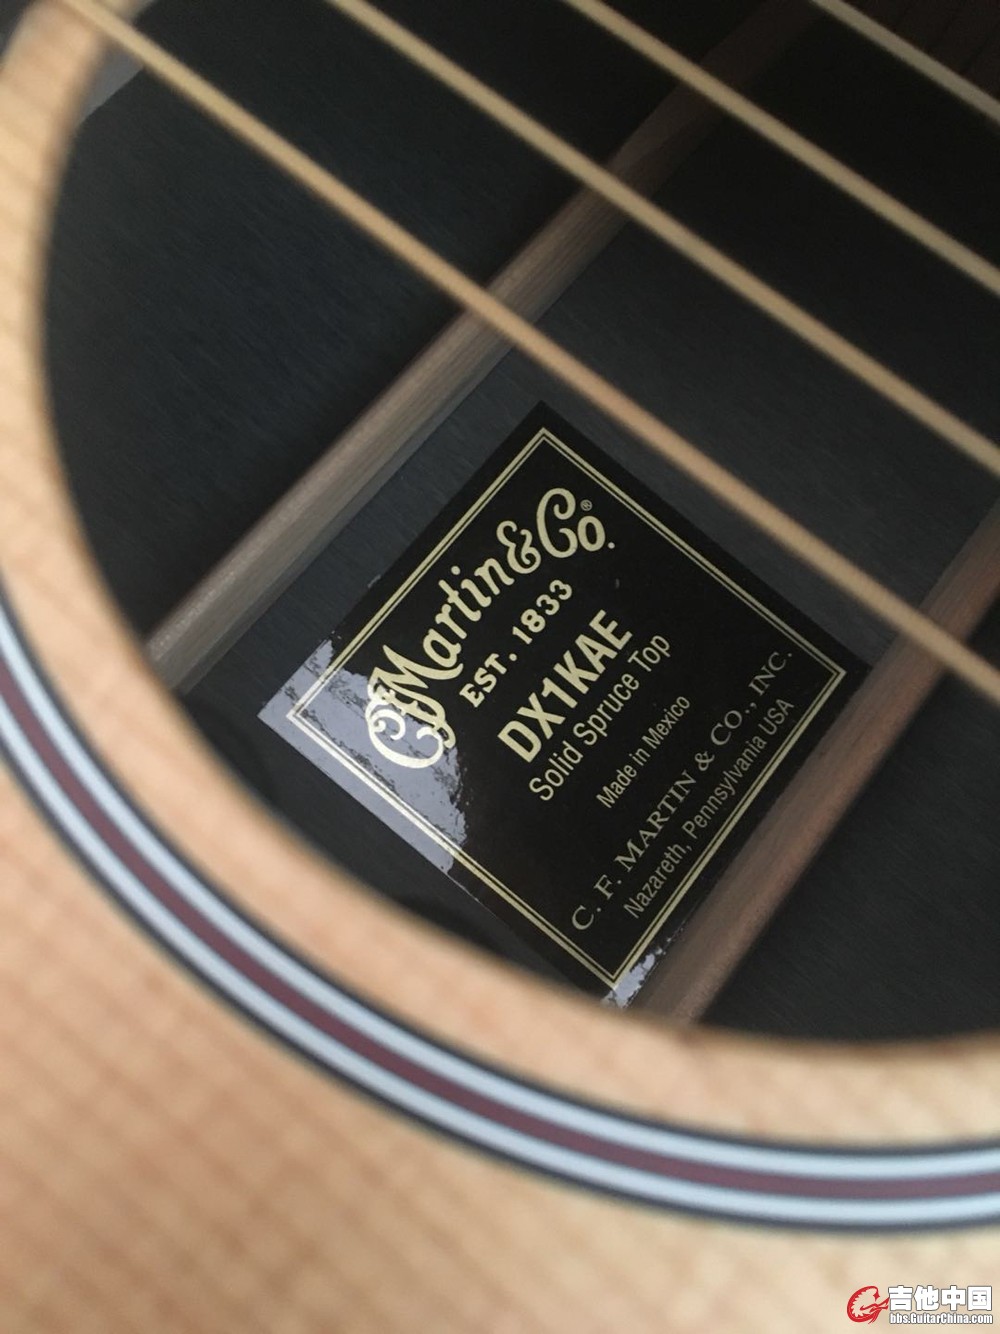 CFMartin & Co.®
EST. 1833
DX1KAE
Solid Spruce Top
Made in Mexico
C. F. MARTIN & CO., INC.
Nazareth, Pennsylvania USA
吉他中国
bbs.GuitarChina.com